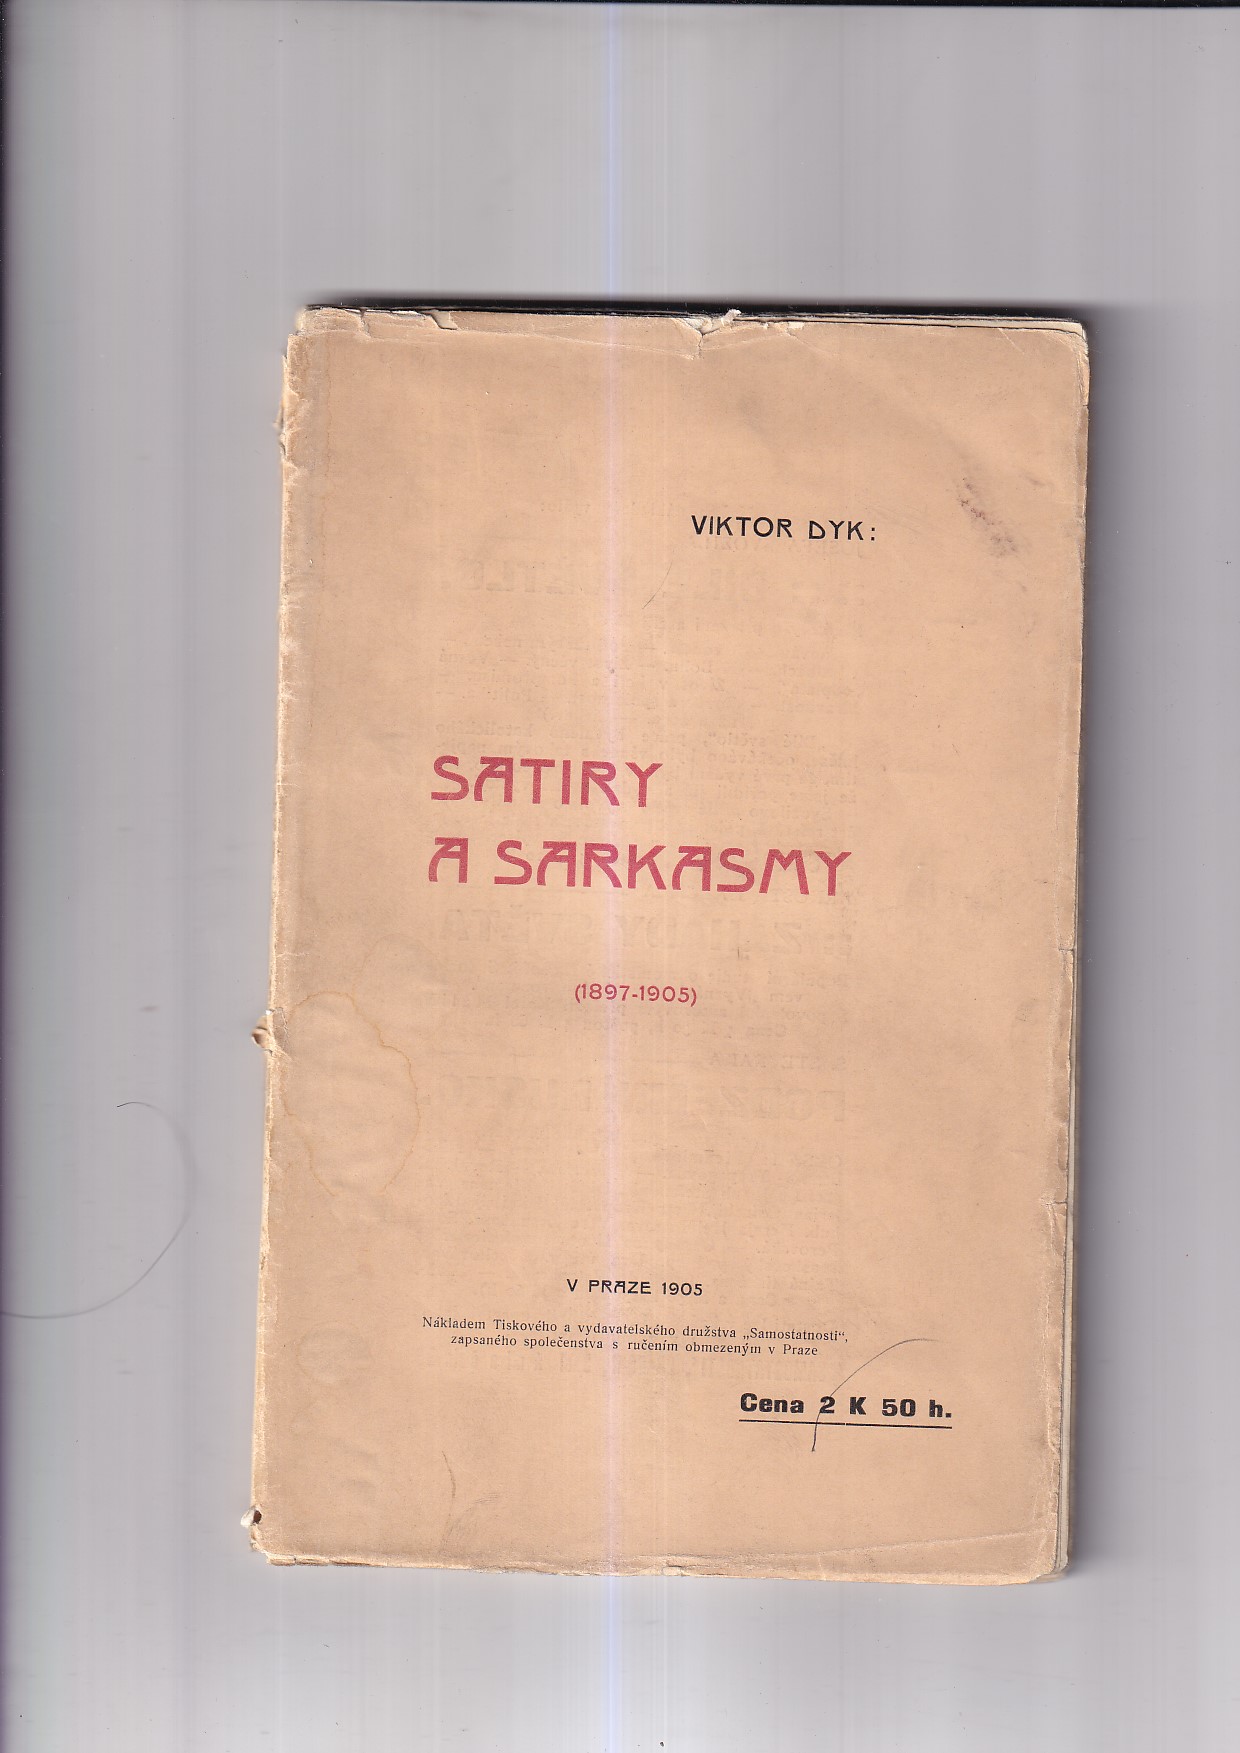 VIKTOR DYK:
SATIRY
A SARKASMY
(1897-1905)
V PRAZE 1905
Nákladem Tiskového a vydavatelského družstva „Samostatnosti“,
zapsaného společenstva s ručením obmezeným v Praze
Cena 2 K 50 h.